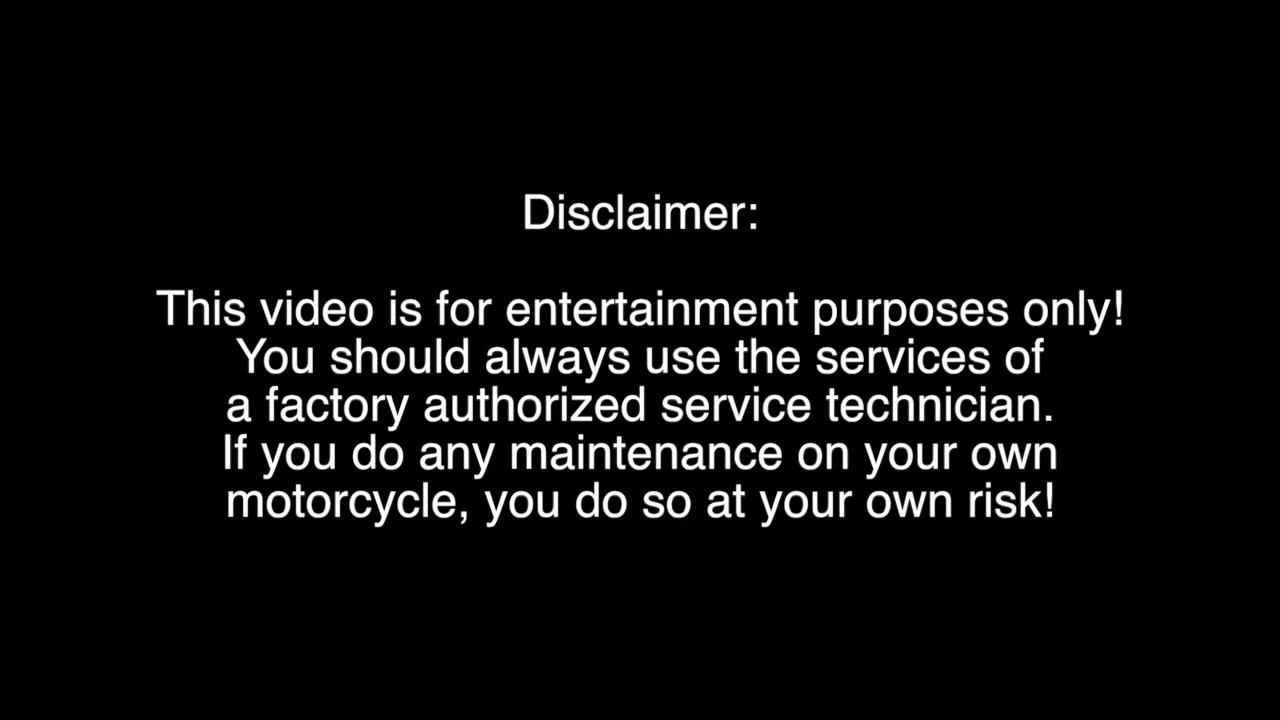 Disclaimer:
This video is for entertainment purposes only!
You should always use the services of
a factory authorized service technician.
If you do any maintenance on your own
motorcycle, you do so at your own risk!